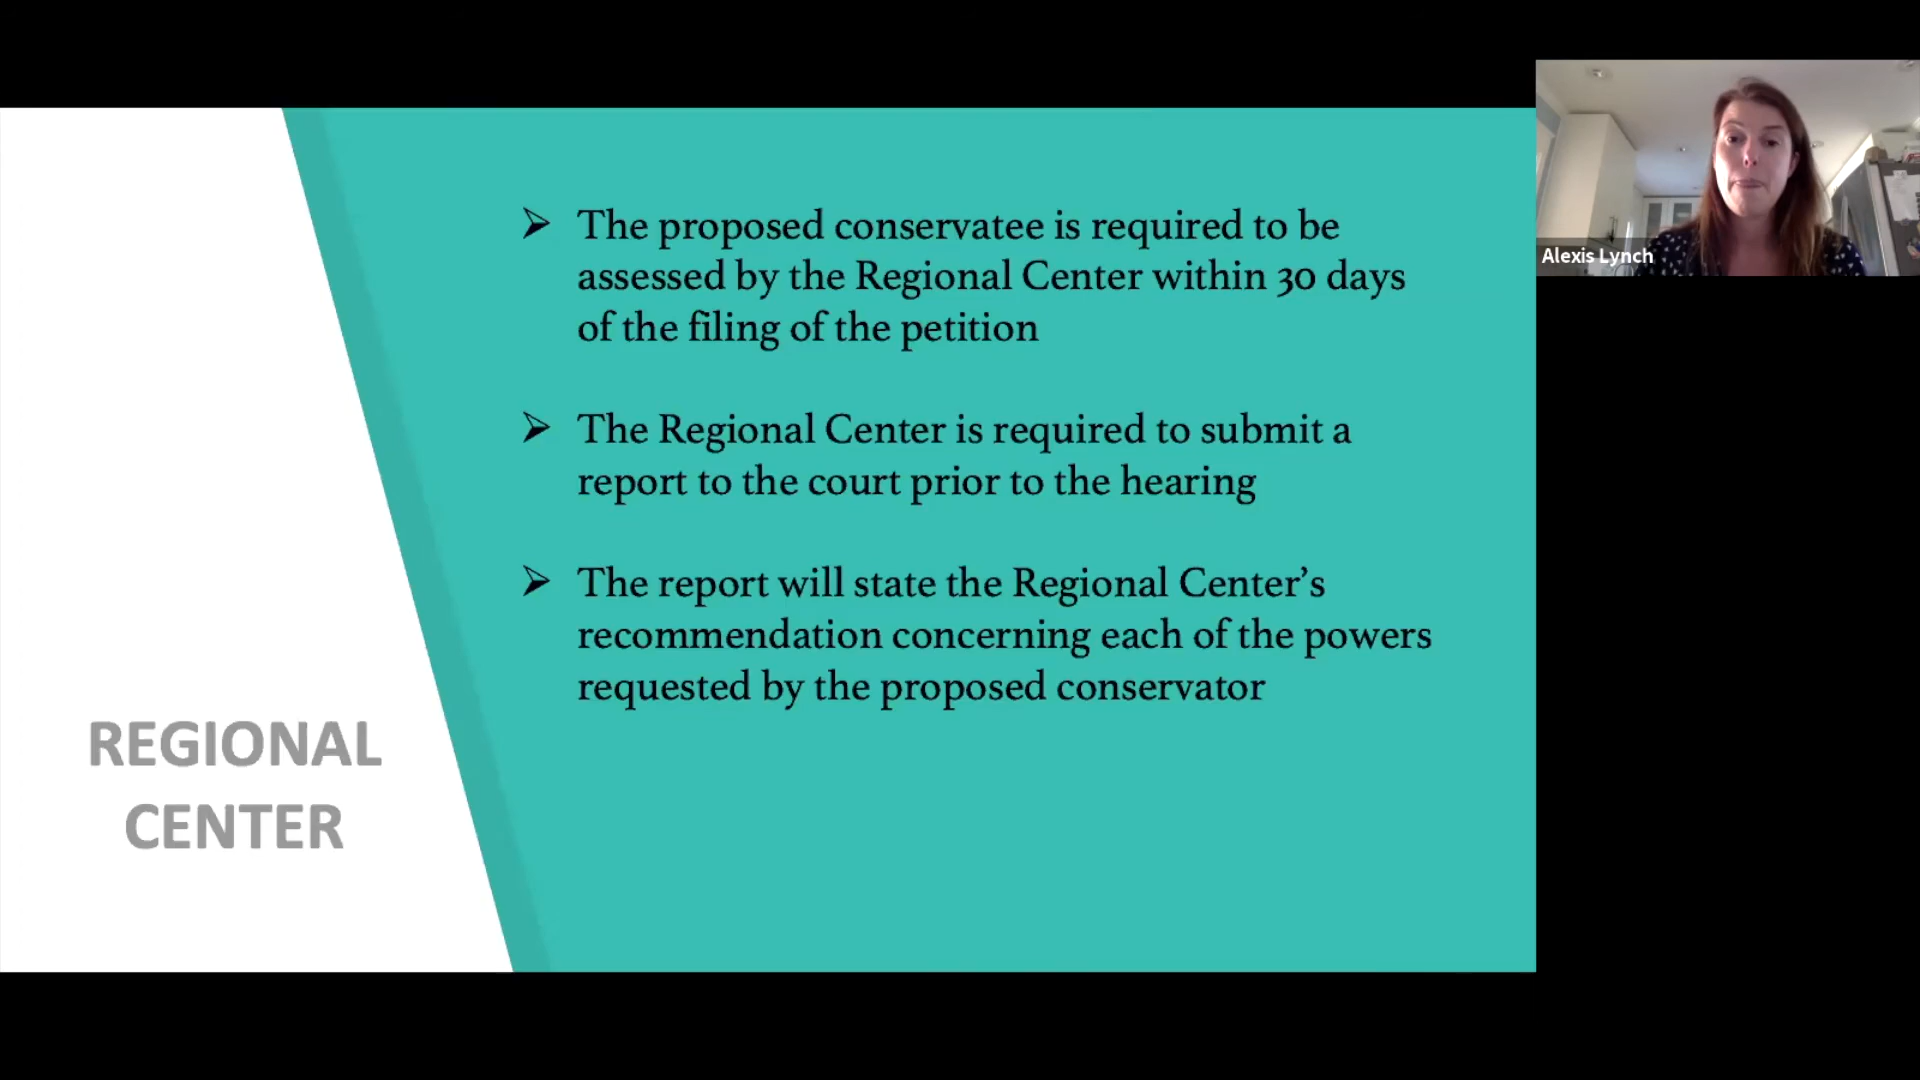 ➢ The proposed conservatee is required to be
assessed by the Regional Center within 30 days
of the filing of the petition
➢ The Regional Center is required to submit a
report to the court prior to the hearing
➢ The report will state the Regional Center’s
recommendation concerning each of the powers
requested by the proposed conservator
REGIONAL
CENTER
Alexis Lynch